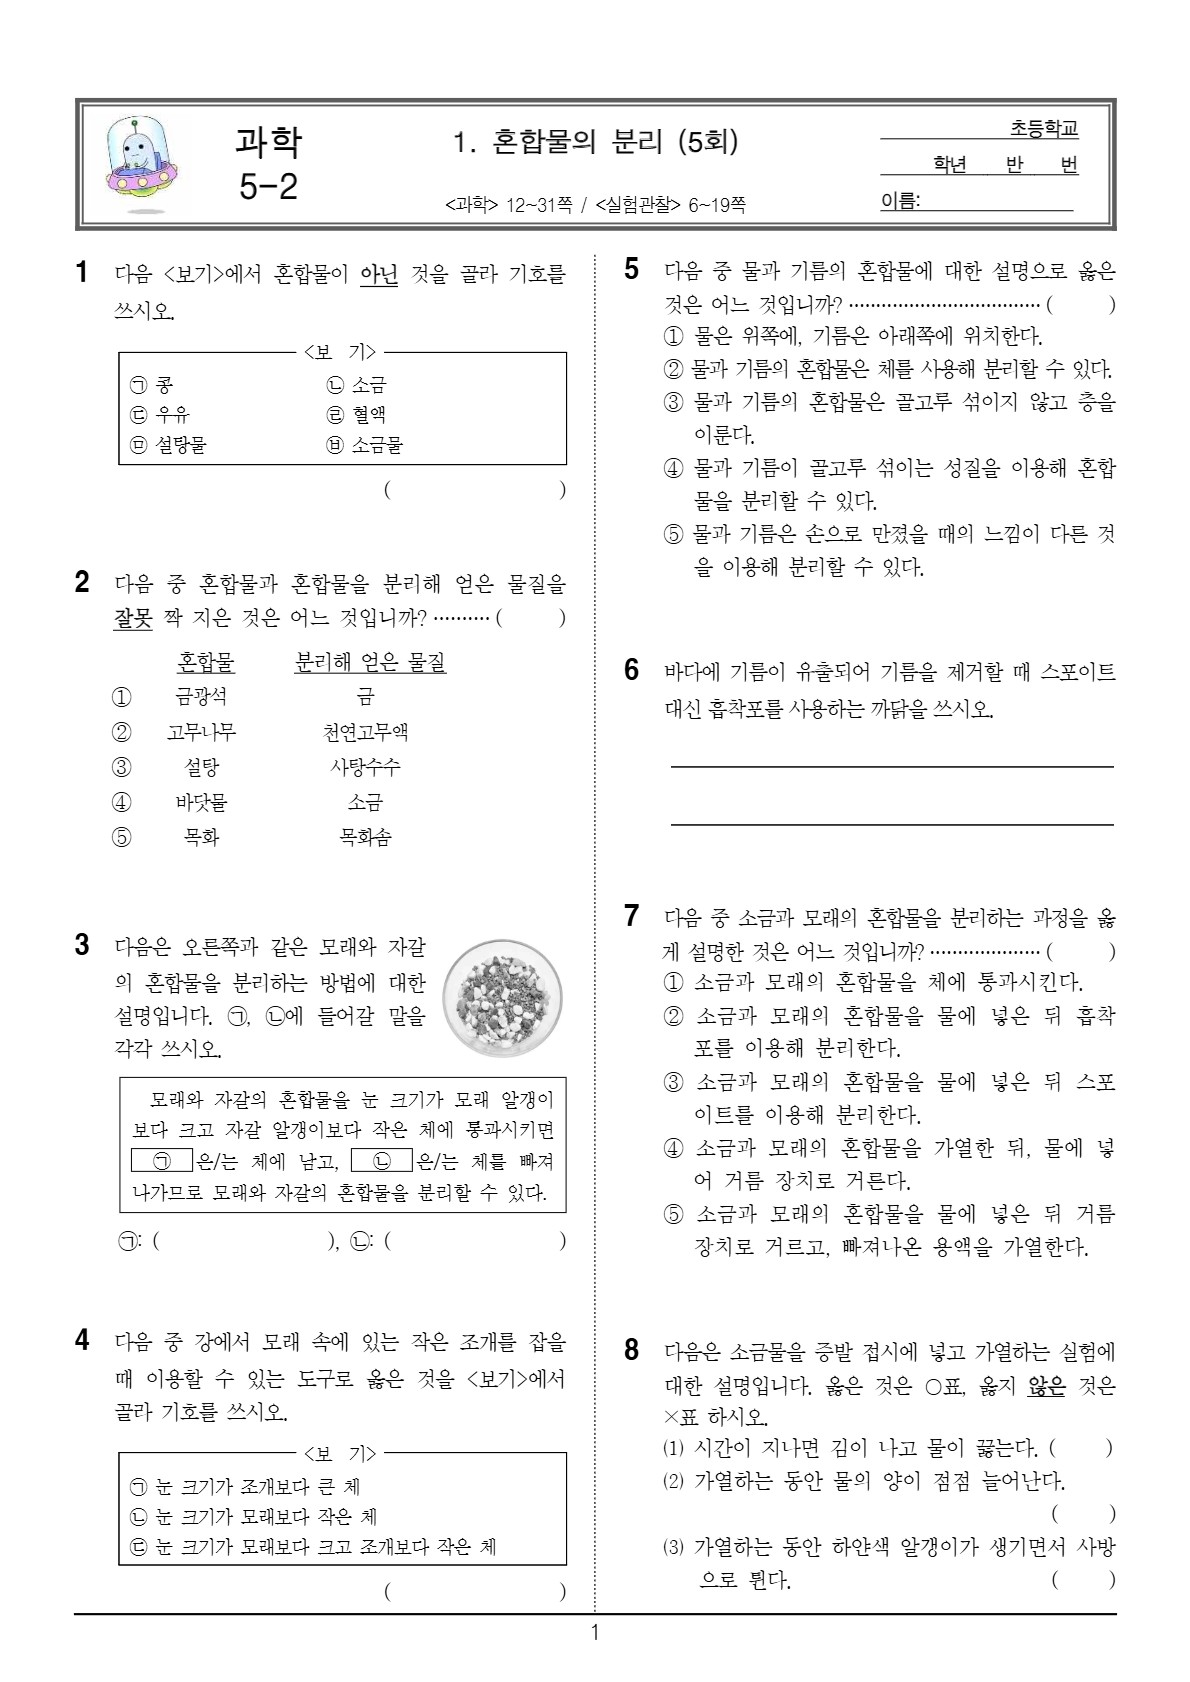 과학
5-2
1. 혼합물의 분리 (5회)
<과학> 12~31쪽 / <실험관찰> 6~19쪽
초등학교
학년 반 번
이름:
1 다음 <보기>에서 혼합물이 아닌 것을 골라 기호를
쓰시오.
<보 기>
㉠ 콩 ㉡ 소금
㉢ 우유 ㉣ 혈액
㉤ 설탕물 ㉥ 소금물
( )
2 다음 중 혼합물과 혼합물을 분리해 얻은 물질을
잘못 짝 지은 것은 어느 것입니까? ·········· ( )
혼합물 분리해 얻은 물질
① 금광석 금
② 고무나무 천연고무액
③ 설탕 사탕수수
④ 바닷물 소금
⑤ 목화 목화솜
3 다음은 오른쪽과 같은 모래와 자갈
의 혼합물을 분리하는 방법에 대한
설명입니다. ㉠, ㉡에 들어갈 말을
각각 쓰시오.
모래와 자갈의 혼합물을 눈 크기가 모래 알갱이
보다 크고 자갈 알갱이보다 작은 체에 통과시키면
㉠ 은/는 체에 남고, ㉡ 은/는 체를 빠져
나가므로 모래와 자갈의 혼합물을 분리할 수 있다.
㉠: ( ), ㉡: ( )
4 다음 중 강에서 모래 속에 있는 작은 조개를 잡을
때 이용할 수 있는 도구로 옳은 것을 <보기>에서
골라 기호를 쓰시오.
<보 기>
㉠ 눈 크기가 조개보다 큰 체
㉡ 눈 크기가 모래보다 작은 체
㉢ 눈 크기가 모래보다 크고 조개보다 작은 체
( )
5 다음 중 물과 기름의 혼합물에 대한 설명으로 옳은
것은 어느 것입니까? ··································· ( )
① 물은 위쪽에, 기름은 아래쪽에 위치한다.
② 물과 기름의 혼합물은 체를 사용해 분리할 수 있다.
③ 물과 기름의 혼합물은 골고루 섞이지 않고 층을
이룬다.
④ 물과 기름이 골고루 섞이는 성질을 이용해 혼합
물을 분리할 수 있다.
⑤ 물과 기름은 손으로 만졌을 때의 느낌이 다른 것
을 이용해 분리할 수 있다.
6 바다에 기름이 유출되어 기름을 제거할 때 스포이트
대신 흡착포를 사용하는 까닭을 쓰시오.
7 다음 중 소금과 모래의 혼합물을 분리하는 과정을 옳
게 설명한 것은 어느 것입니까? ···················· ( )
① 소금과 모래의 혼합물을 체에 통과시킨다.
② 소금과 모래의 혼합물을 물에 넣은 뒤 흡착
포를 이용해 분리한다.
③ 소금과 모래의 혼합물을 물에 넣은 뒤 스포
이트를 이용해 분리한다.
④ 소금과 모래의 혼합물을 가열한 뒤, 물에 넣
어 거름 장치로 거른다.
⑤ 소금과 모래의 혼합물을 물에 넣은 뒤 거름
장치로 거르고, 빠져나온 용액을 가열한다.
8 다음은 소금물을 증발 접시에 넣고 가열하는 실험에
대한 설명입니다. 옳은 것은 ○표, 옳지 않은 것은
×표 하시오.
(1) 시간이 지나면 김이 나고 물이 끓는다. ( )
(2) 가열하는 동안 물의 양이 점점 늘어난다.
( )
(3) 가열하는 동안 하얀색 알갱이가 생기면서 사방
으로 튄다. ( )
1